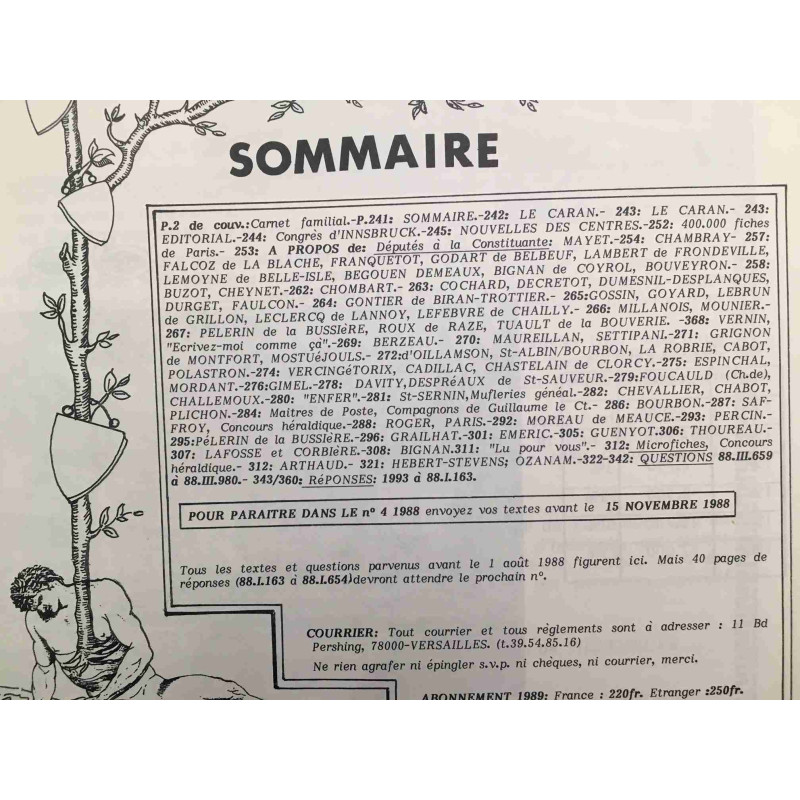 SOMMAIRE
P.2 de couv.:Carnet familial.-P.241: SOMMAIRE.-242: LE CARAN.- 243: LE CARAN.- 243:
EDITORIAL.-244: Congrès d'INNSBRUCK.-245: NOUVELLES DES CENTRES.-252: 400.000 fiches
de Paris.- 253: A PROPOS de: Députés à la Constituante: MAYET.-254: CHAMBRAY- 257:
FALCOZ de LA BLACHE, FRANQUETOT, GODART de BELBEUF, LAMBERT de FRONDEVILLE,
LEMOYNE de BELLE-ISLE, BEGOUEN DEMEAUX, BIGNAN de COYROL, BOUVEYRON.- 258:
BUZOT, CHEYNET.-262: CHOMBART.- 263: COCHARD, DECRETOT, DUMESNIL-DESPLANQUES,
DURGET, FAULCON.- 264: GONTIER de BIRAN-TROTTIER.- 265:GOSSIN, GOYARD, LEBRUN
de GRILLON, LECLERCQ de LANNOY, LEFEBVRE de CHAILLY.- 266: MILLANOIS, MOUNIER.-
267: PELERIN de la BUSSIèRE, ROUX de RAZE, TUAULT de la BOUVERIE. -368: VERNIN,
"Ecrivez-moi comme ça".-269: BERZEAU.- 270: MAUREILLAN, SETTIPANI.-271: GRIGNON
de MONTFORT, MOSTUéJOULS.- 272:d'OILLAMSON, St-ALBIN/BOURBON, LA ROBRIE, CABOT,
POLASTRON.-274: VERCINGéTORIX, CADILLAC, CHASTELAIN de CLORCY.-275: ESPINCHAL,
MORDANT.-276:GIMEL.-278: DAVITY,DESPRéAUX de St-SAUVEUR.-279:FOUCAULD (Ch.de),
CHALLEMOUX.-280: "ENFER".-281: St-SERNIN,Mufleries généal.-282: CHEVALLIER, CHABOT,
PLICHON.-284: Maitres de Poste, Compagnons de Guillaume le Ct.- 286: BOURBON.-287: SAF-
FROY, Concours héraldique.-288: ROGER, PARIS.-292: MOREAU de MEAUCE.-293: PERCIN.-
295:PéLERIN de la BUSSIèRE.-296: GRAILHAT.-301: EMERIC.-305: GUENYOT.306: THOUREAU.-
307: LAFOSSE et CORBIèRE.-308: BIGNAN.311: "Lu pour vous".- 312: Microfiches, Concours
héraldique.- 312: ARTHAUD.- 321: HEBERT-STEVENS; OZANAM.-322-342: QUESTIONS 88.III.659
à 88.III.980.- 343/360: RéPONSES: 1993 à 88.I.163.
POUR PARAITRE DANS LE n° 4 1988 envoyez vos textes avant le 15 NOVEMBRE 1988
Tous les textes et questions parvenus avant le 1 août 1988 figurent ici. Mais 40 pages de
réponses (88.I.163 à 88.I.654)devront attendre le prochain n°.
COURRIER: Tout courrier et tous règlements sont à adresser : 11 Bd
Pershing, 78000-VERSAILLES. (t.39.54.85.16)
Ne rien agrafer ni épingler s.v.p. ni chèques, ni courrier, merci.
ABONNEMENT 1989: France : 220fr. Etranger :250fr.